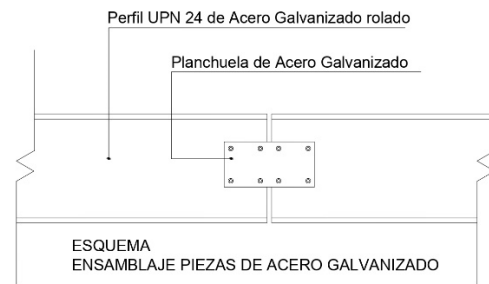 Perfil UPN 24 de Acero Galvanizado rolado
Planchuela de Acero Galvanizado
ESQUEMA
ENSAMBLAJE PIEZAS DE ACERO GALVANIZADO